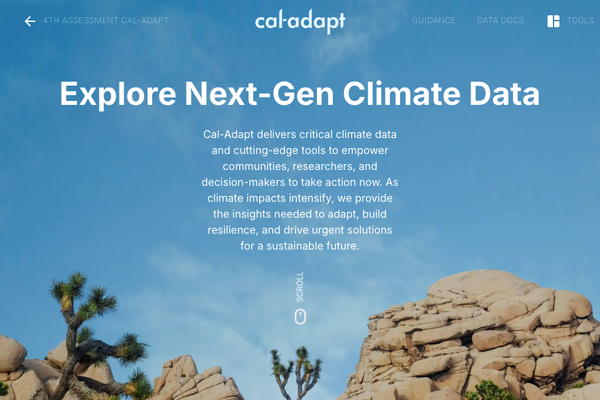 4TH ASSESSMENT CAL-ADAPT
cal-adapt
GUIDANCE
DATA DOCS
TOOLS
Explore Next-Gen Climate Data
Cal-Adapt delivers critical climate data
and cutting-edge tools to empower
communities, researchers, and
decision-makers to take action now. As
climate impacts intensify, we provide
the insights needed to adapt, build
resilience, and drive urgent solutions
for a sustainable future.
SCROLL